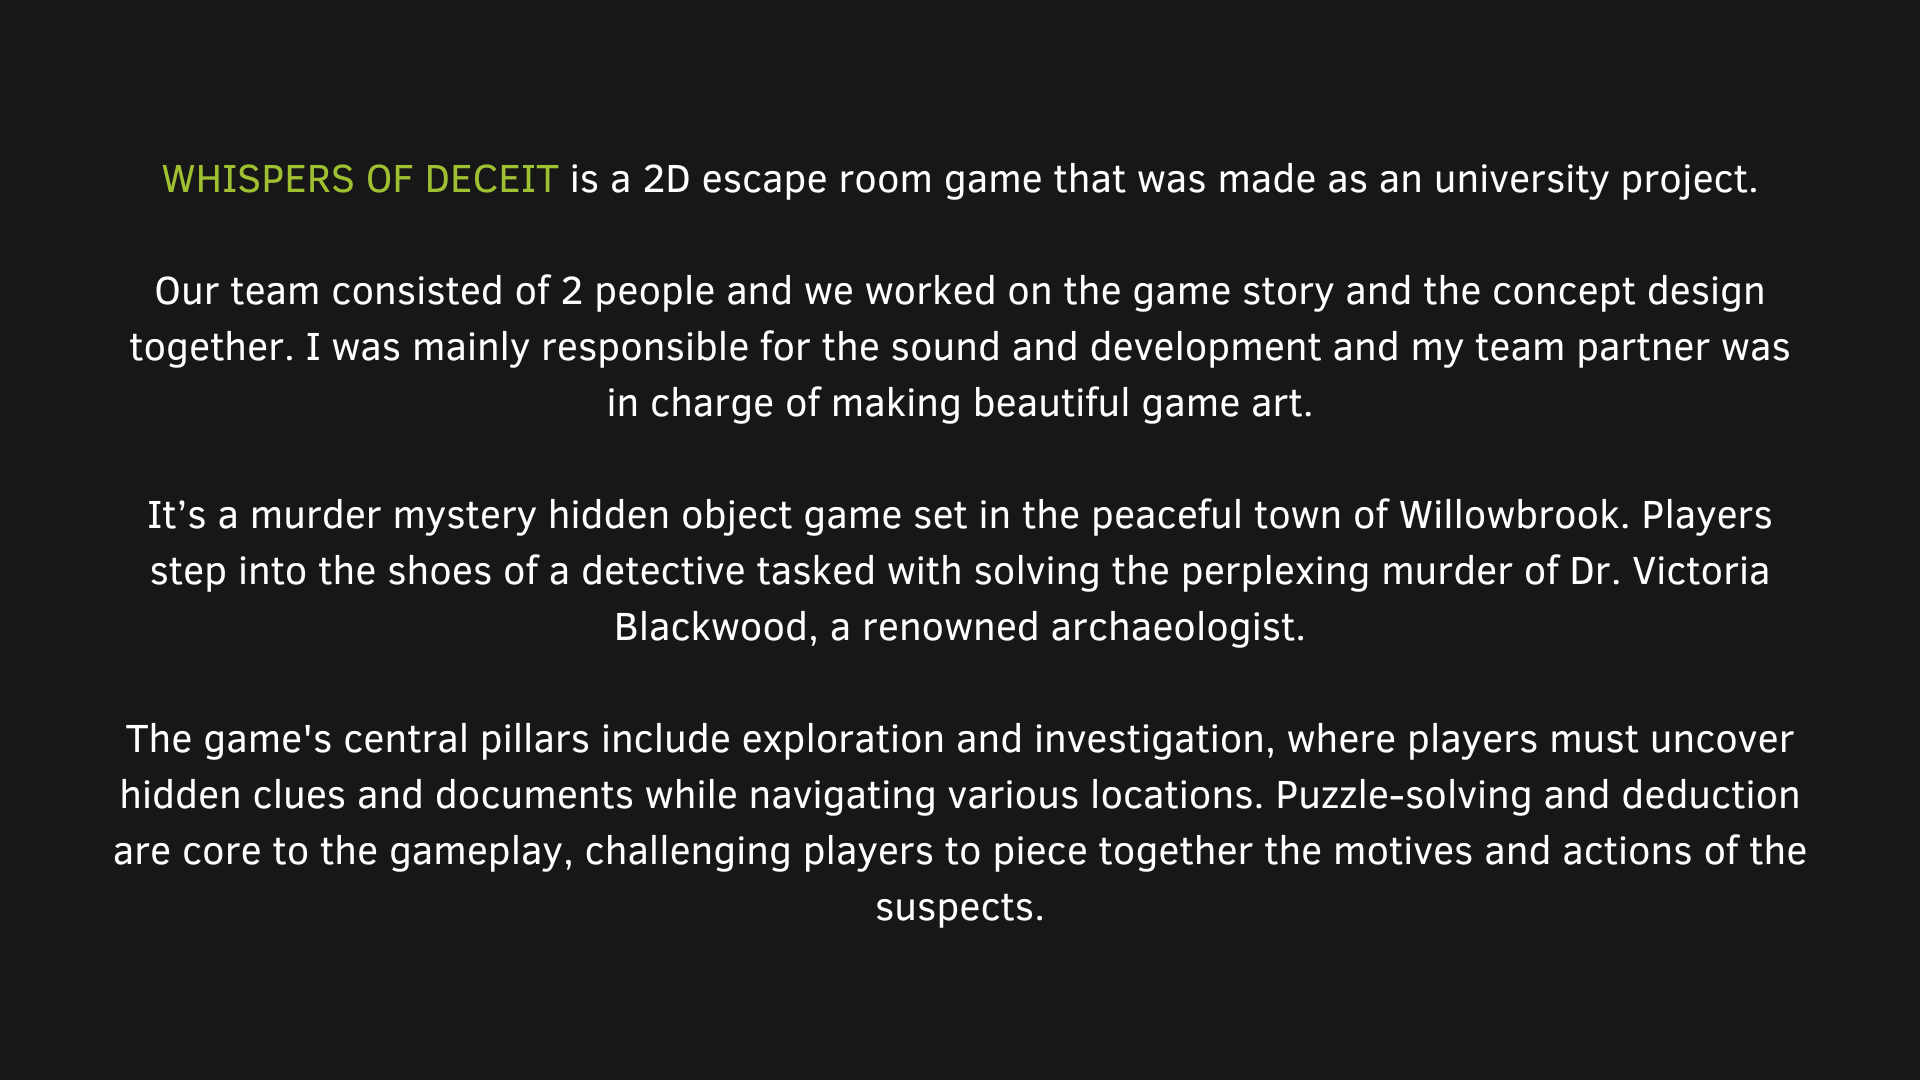 WHISPERS OF DECEIT is a 2D escape room game that was made as an university project.
Our team consisted of 2 people and we worked on the game story and the concept design
together. I was mainly responsible for the sound and development and my team partner was
in charge of making beautiful game art.
It’s a murder mystery hidden object game set in the peaceful town of Willowbrook. Players
step into the shoes of a detective tasked with solving the perplexing murder of Dr. Victoria
Blackwood, a renowned archaeologist.
The game's central pillars include exploration and investigation, where players must uncover
hidden clues and documents while navigating various locations. Puzzle-solving and deduction
are core to the gameplay, challenging players to piece together the motives and actions of the
suspects.